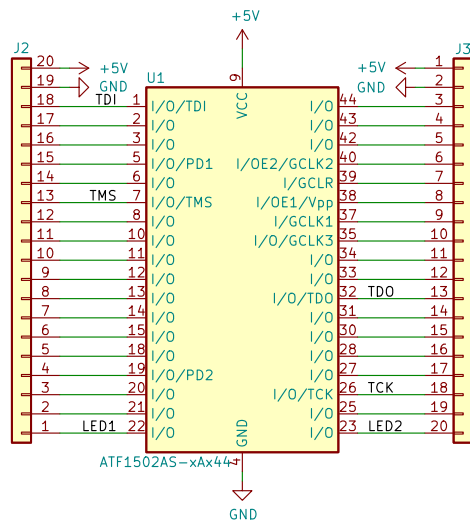 +5V
J2 J3
U1
20 +5V 9 +5V 1
19 GND VCC GND 2
18 TDI 1 I/O/TDI I/O 44 3
17 2 I/O I/O 43 4
16 3 I/O I/O 42 5
15 5 I/O/PD1 I/OE2/GCLK2 40 6
14 6 I/O I/GCLR 39 7
13 TMS 7 I/O/TMS I/OE1/Vpp 38 8
12 8 I/O I/GCLK1 37 9
11 10 I/O I/O/GCLK3 35 10
10 11 I/O I/O 34 11
9 12 I/O I/O 33 12
8 13 I/O I/O/TDO 32 TDO 13
7 14 I/O I/O 31 14
6 15 I/O I/O 30 15
5 18 I/O I/O 28 16
4 19 I/O/PD2 I/O 27 17
3 20 I/O I/O/TCK 26 TCK 18
2 21 I/O I/O 25 19
1 LED1 22 I/O GND I/O 23 LED2 20
ATF1502AS-xAx44 4
GND